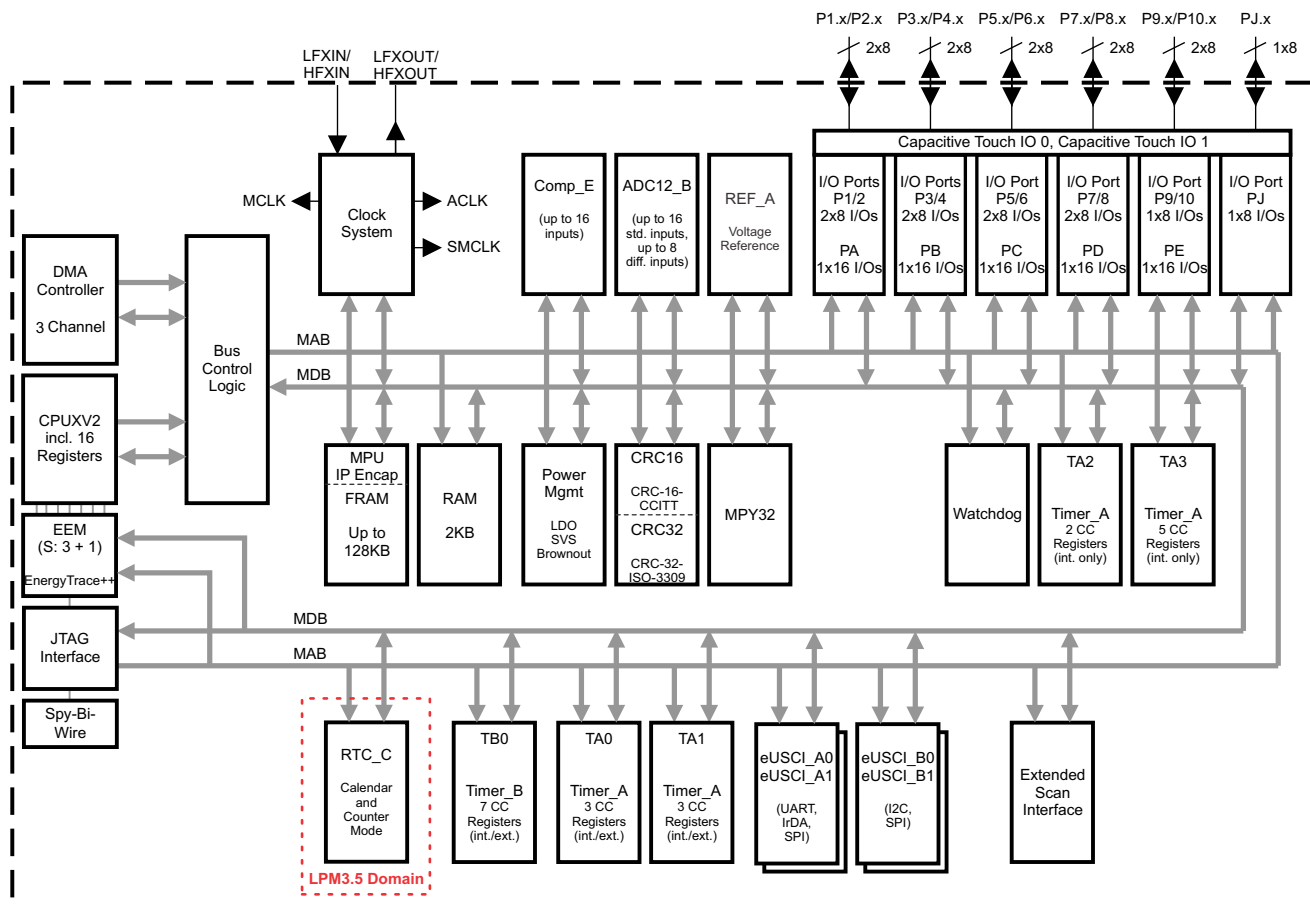 P1.x/P2.x
P3.x/P4.x
P5.x/P6.x
P7.x/P8.x
P9.x/P10.x
PJ.x
2x8
2x8
2x8
2x8
2x8
1x8
LFXIN/
HFXIN
LFXOUT/
HFXOUT
Capacitive Touch IO 0, Capacitive Touch IO 1
MCLK
Clock
System
ACLK
SMCLK
Comp_E
(up to 16
inputs)
ADC12_B
(up to 16
std. inputs,
up to 8
diff. inputs)
REF_A
Voltage
Reference
I/O Ports
P1/2
2x8 I/Os
PA
1x16 I/Os
I/O Ports
P3/4
2x8 I/Os
PB
1x16 I/Os
I/O Port
P5/6
2x8 I/Os
PC
1x16 I/Os
I/O Ports
P7/8
2x8 I/Os
PD
1x16 I/Os
I/O Port
P9/10
1x8 I/Os
PE
1x16 I/Os
I/O Port
PJ
1x8 I/Os
DMA
Controller
3 Channel
Bus
Control
Logic
MAB
MDB
CPUXV2
incl. 16
Registers
MPU
IP Encap
FRAM
Up to
128KB
RAM
2KB
Power
Mgmt
LDO
SVS
Brownout
CRC16
CRC-16-
CCITT
CRC32
CRC-32-
ISO-3309
MPY32
Watchdog
TA2
Timer_A
2 CC
Registers
(int. only)
TA3
Timer_A
5 CC
Registers
(int. only)
EEM
(S: 3 + 1)
EnergyTrace++
MDB
MAB
JTAG
Interface
Spy-Bi-
Wire
RTC_C
Calendar
and
Counter
Mode
LPM3.5 Domain
TB0
Timer_B
7 CC
Registers
(int./ext.)
TA0
Timer_A
3 CC
Registers
(int./ext.)
TA1
Timer_A
3 CC
Registers
(int./ext.)
eUSCI_A0
eUSCI_A1
(UART,
IrDA,
SPI)
eUSCI_B0
eUSCI_B1
(I2C,
SPI)
Extended
Scan
Interface